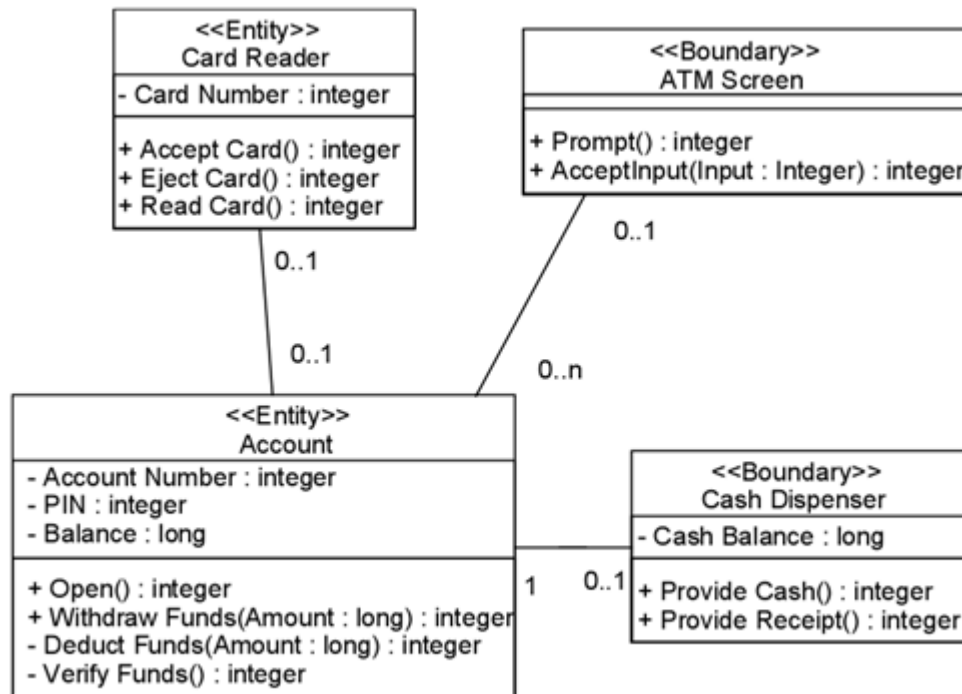 <<Entity>>
Card Reader
- Card Number : integer
+ Accept Card() : integer
+ Eject Card() : integer
+ Read Card() : integer
<<Boundary>>
ATM Screen
+ Prompt() : integer
+ AcceptInput(Input : Integer) : integer
0..1
0..1
0..1
0..n
<<Entity>>
Account
- Account Number : integer
- PIN : integer
- Balance : long
+ Open() : integer
+ Withdraw Funds(Amount : long) : integer
- Deduct Funds(Amount : long) : integer
- Verify Funds() : integer
1
0..1
<<Boundary>>
Cash Dispenser
- Cash Balance : long
+ Provide Cash() : integer
+ Provide Receipt() : integer